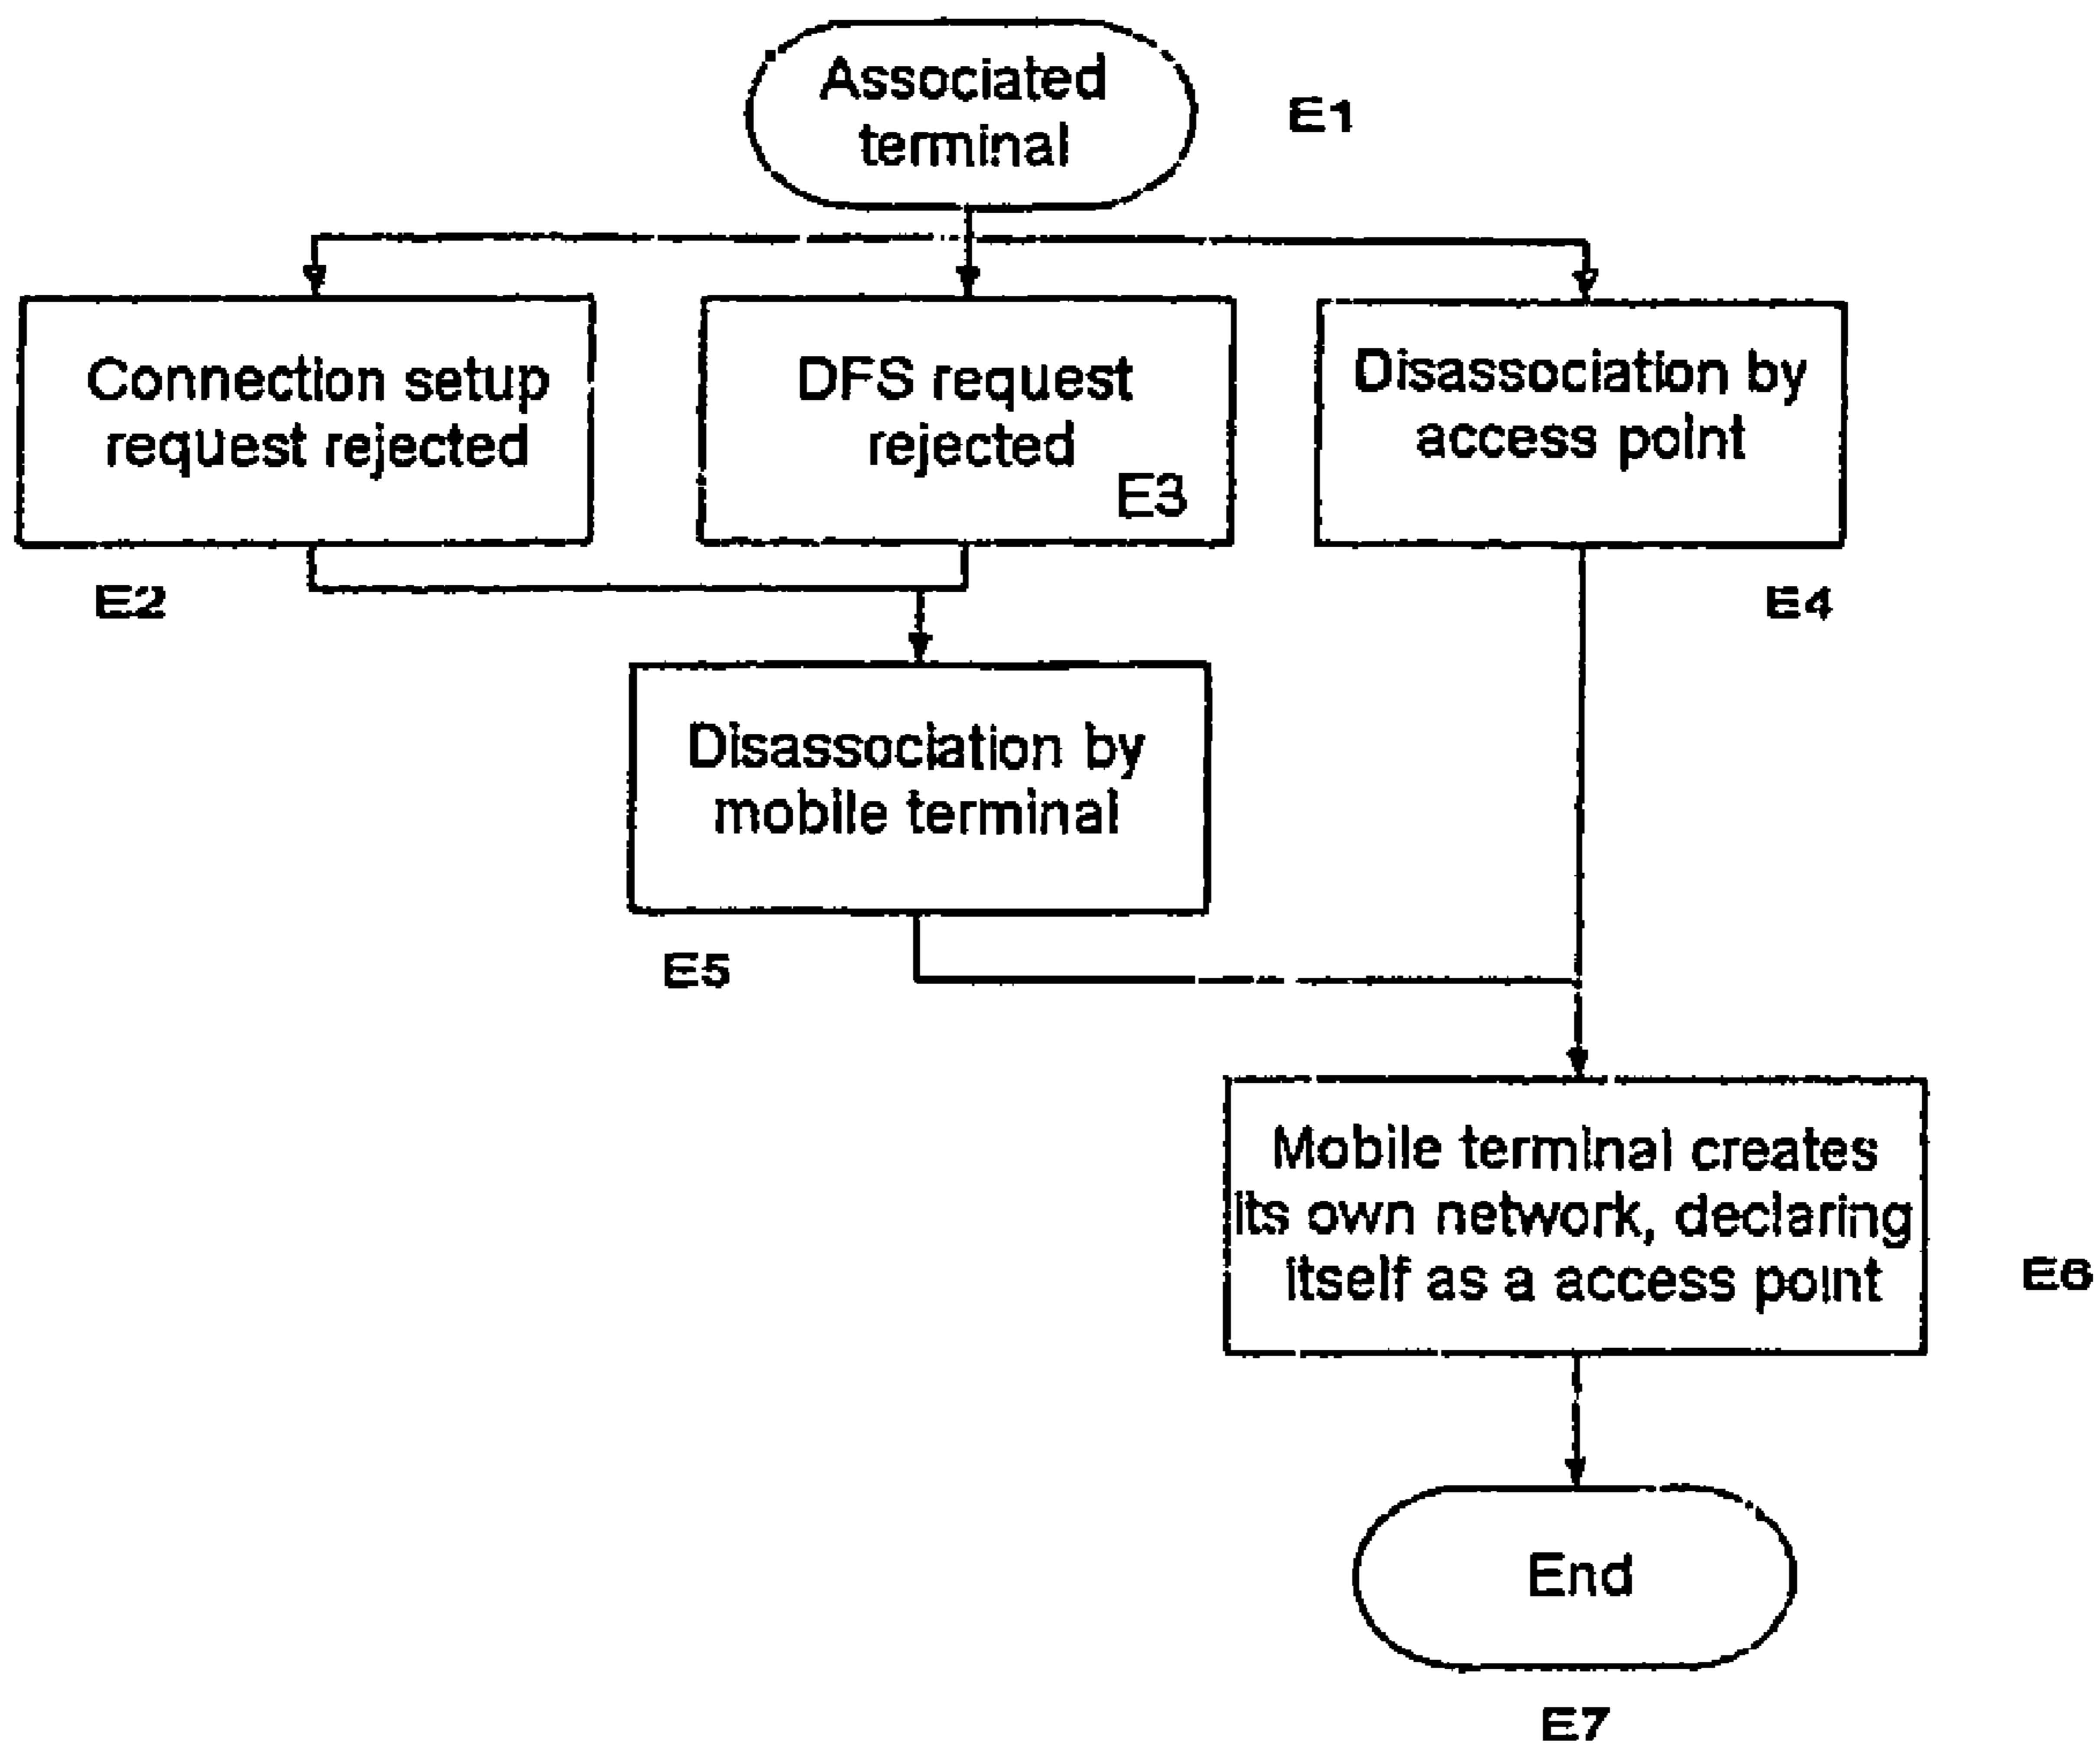 Associated
terminal
E1
Connection setup
request rejected
E2
DFS request
rejected
E3
Disassociation by
access point
E4
Disassociation by
mobile terminal
E5
Mobile terminal creates
its own network, declaring
itself as a access point
E6
End
E7